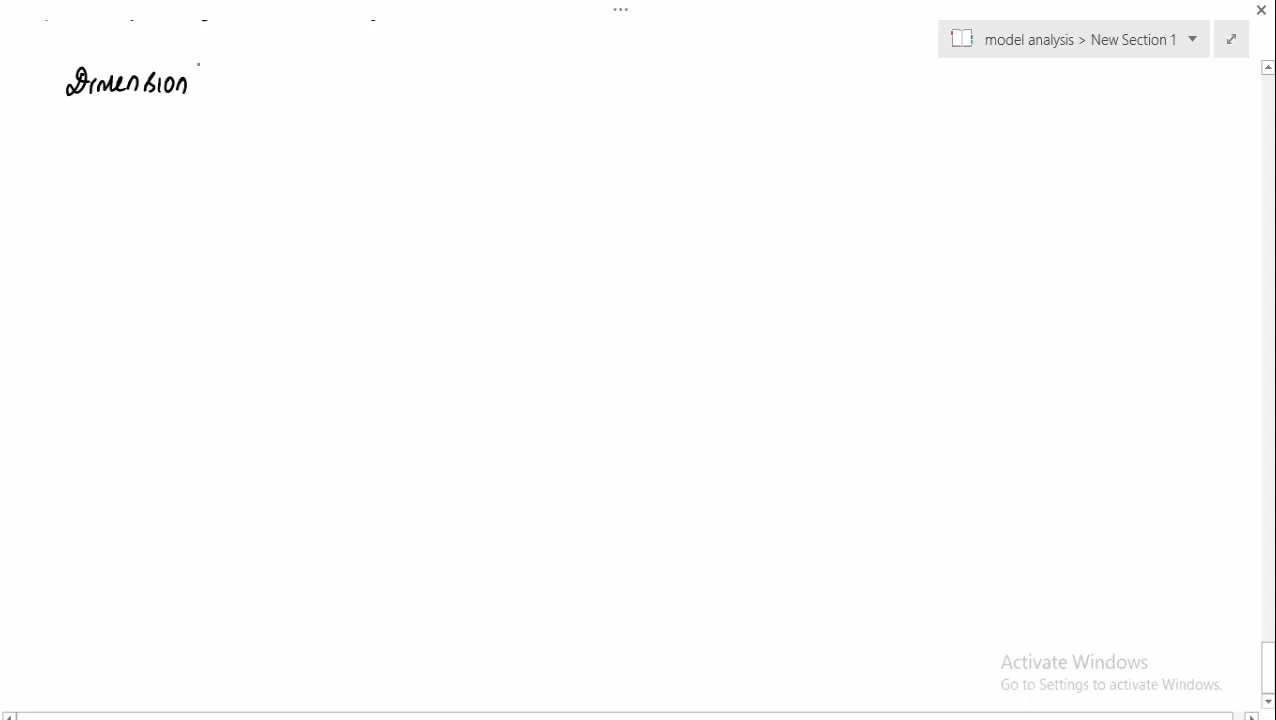 model analysis > New Section 1
Dimension
Activate Windows
Go to Settings to activate Windows.